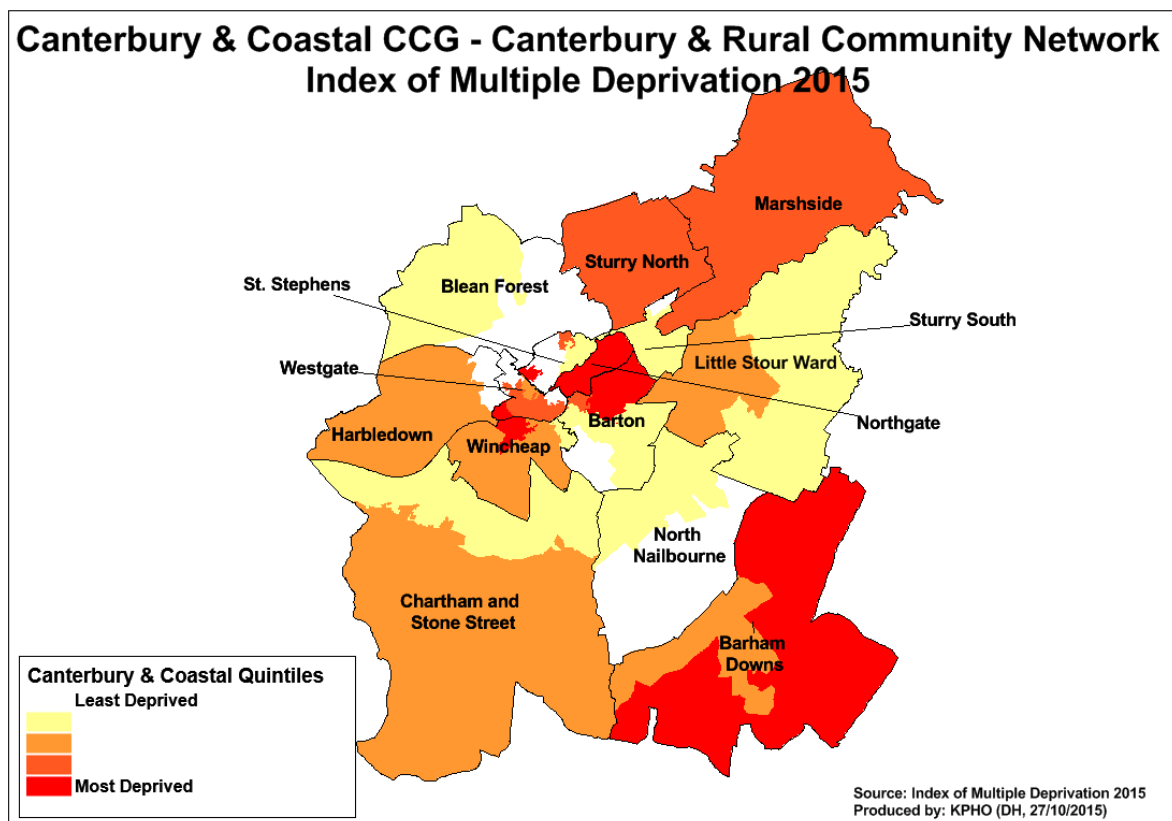 Canterbury & Coastal CCG - Canterbury & Rural Community Network
Index of Multiple Deprivation 2015
Marshside
Sturry North
St. Stephens
Blean Forest
Sturry South
Westgate
Little Stour Ward
Northgate
Barton
Harbledown
Wincheap
North
Nailbourne
Chartham and
Stone Street
Barham
Downs
Canterbury & Coastal Quintiles
Least Deprived
Most Deprived
Source: Index of Multiple Deprivation 2015
Produced by: KPHO (DH, 27/10/2015)